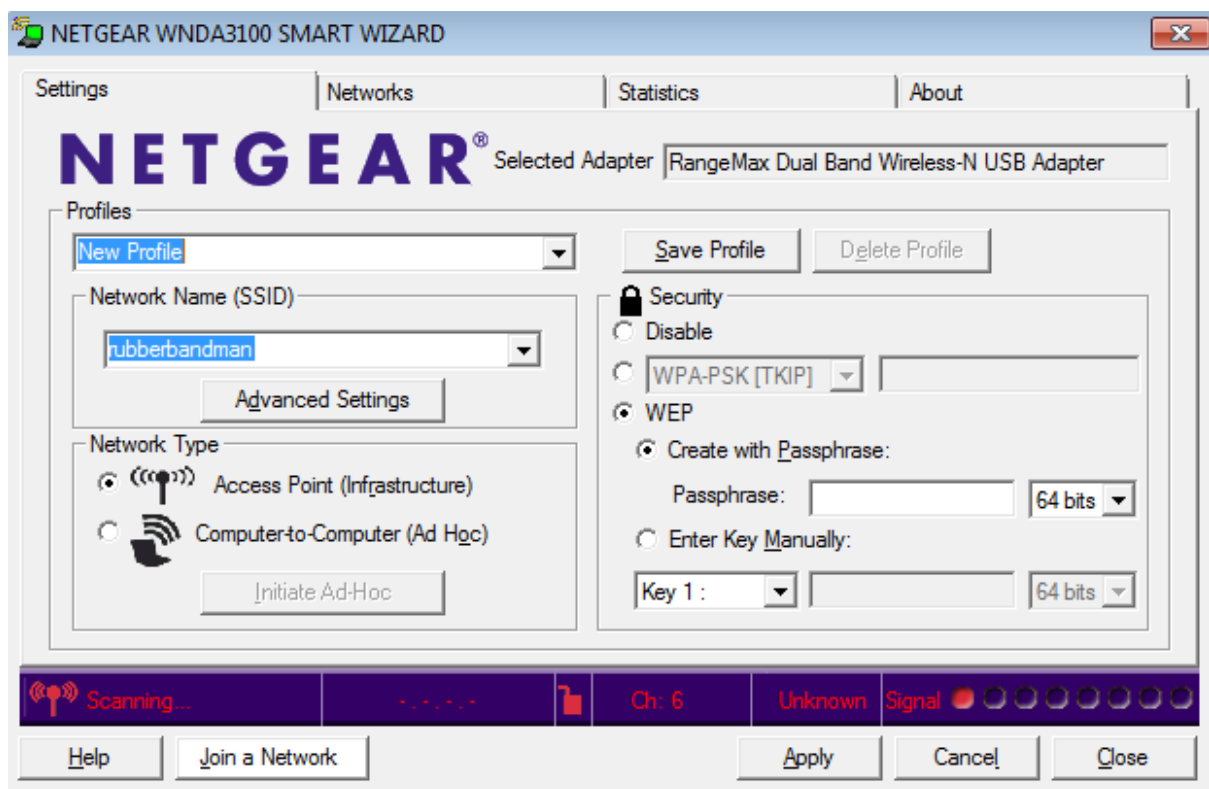 NETGEAR WNDA3100 SMART WIZARD
Settings Networks Statistics About
NETGEAR® Selected Adapter RangeMax Dual Band Wireless-N USB Adapter
Profiles
New Profile Save Profile Delete Profile
Network Name (SSID)
rubberbandman
Advanced Settings
Network Type
Access Point (Infrastructure)
Computer-to-Computer (Ad Hoc)
Initiate Ad-Hoc
Security
Disable
WPA-PSK [TKIP]
WEP
Create with Passphrase:
Passphrase: 64 bits
Enter Key Manually:
Key 1 : 64 bits
Scanning... - . - . - . - Ch: 6 Unknown Signal
Help Join a Network Apply Cancel Close